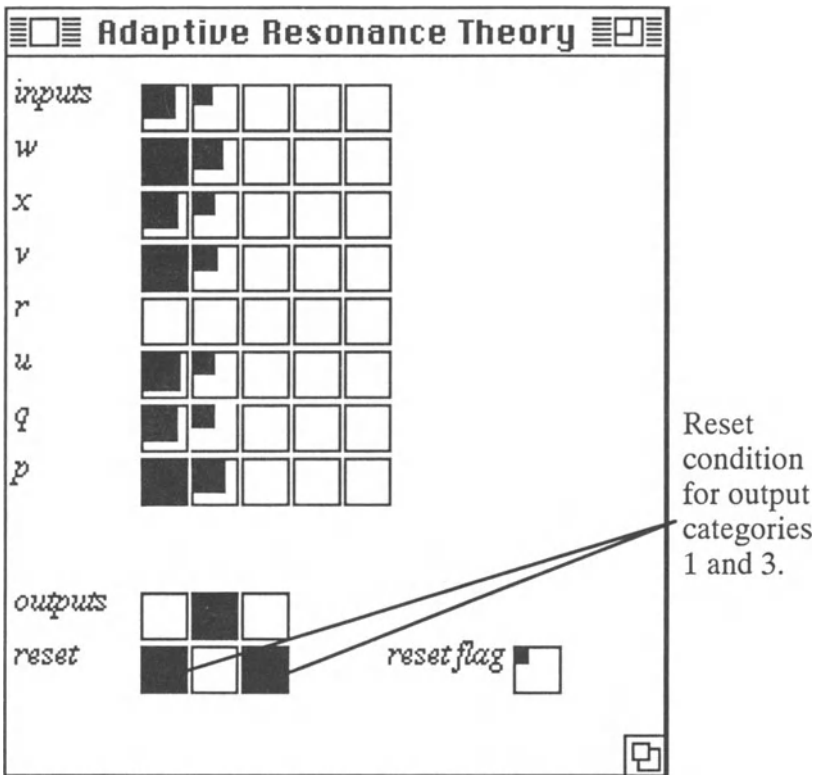 Adaptive Resonance Theory
inputs
w
x
v
r
u
q
p
Reset
condition
for output
categories
1 and 3.
outputs
reset
reset flag